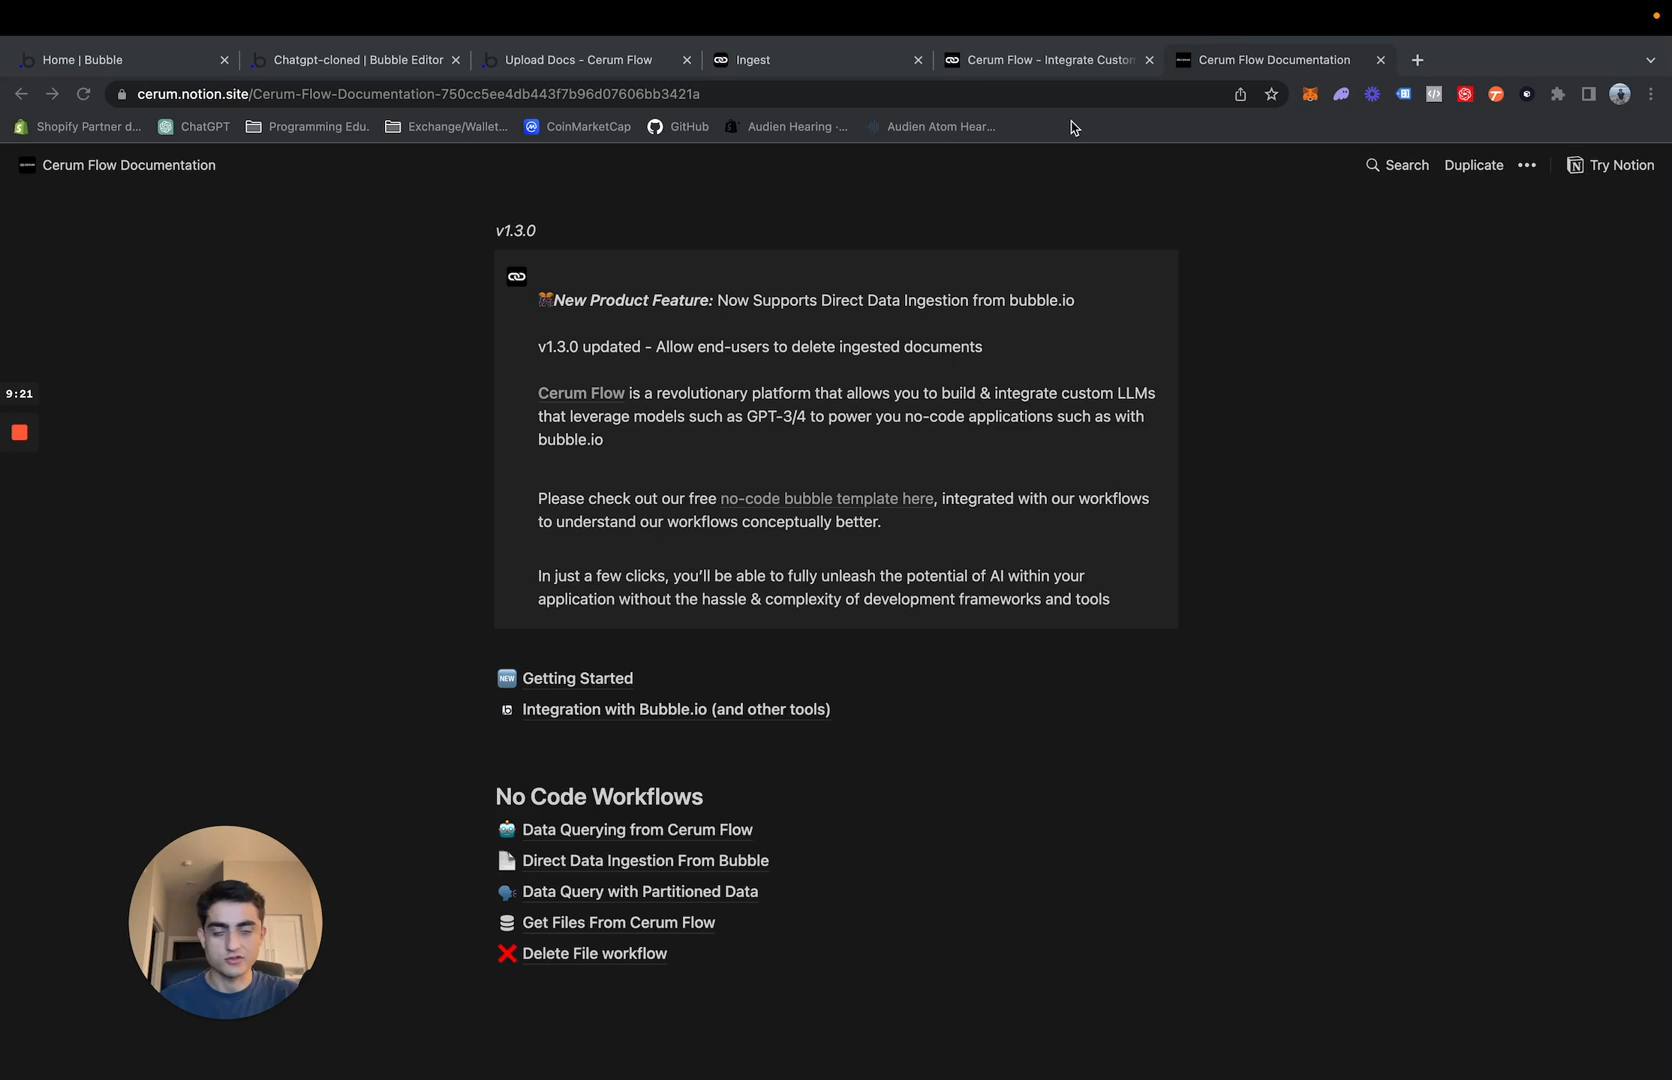 Home | Bubble
Chatgpt-cloned | Bubble Editor
Upload Docs - Cerum Flow
Ingest
Cerum Flow - Integrate Custom
Cerum Flow Documentation
cerum.notion.site/Cerum-Flow-Documentation-750cc5ee4db443f7b96d07606bb3421a
Shopify Partner d...
ChatGPT
Programming Edu.
Exchange/Wallet...
CoinMarketCap
GitHub
Audien Hearing -...
Audien Atom Hear...
Cerum Flow Documentation
Search
Duplicate
Try Notion
v1.3.0
New Product Feature: Now Supports Direct Data Ingestion from bubble.io
v1.3.0 updated - Allow end-users to delete ingested documents
Cerum Flow is a revolutionary platform that allows you to build & integrate custom LLMs
that leverage models such as GPT-3/4 to power you no-code applications such as with
bubble.io
Please check out our free no-code bubble template here, integrated with our workflows
to understand our workflows conceptually better.
In just a few clicks, you’ll be able to fully unleash the potential of AI within your
application without the hassle & complexity of development frameworks and tools
9:21
NEW Getting Started
Integration with Bubble.io (and other tools)
No Code Workflows
Data Querying from Cerum Flow
Direct Data Ingestion From Bubble
Data Query with Partitioned Data
Get Files From Cerum Flow
Delete File workflow